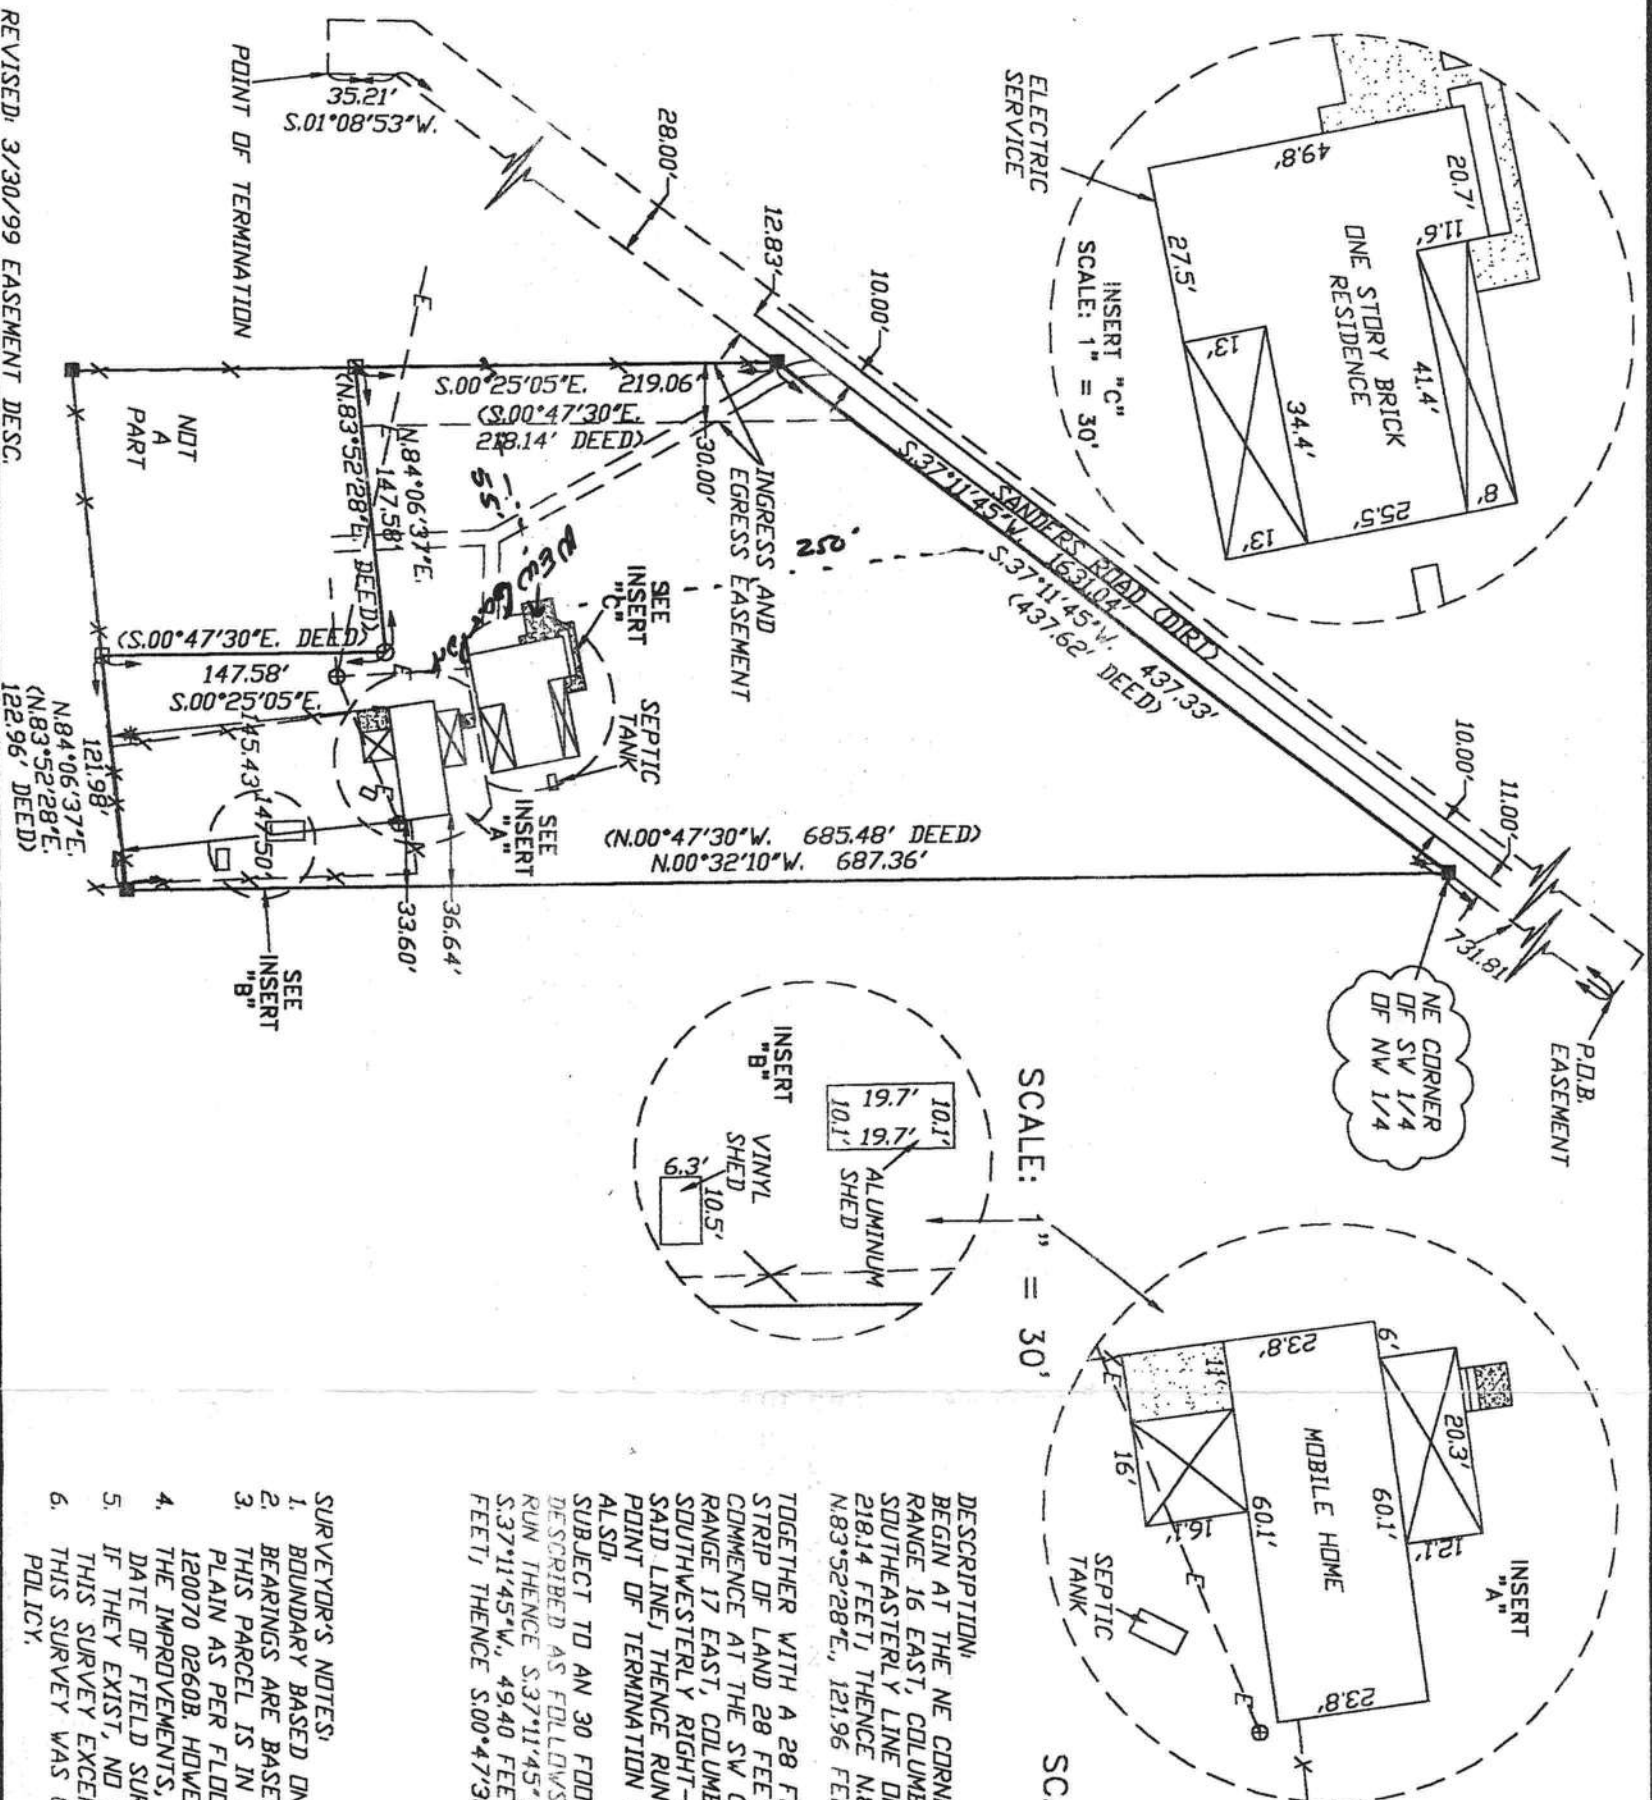 ELECTRIC
SERVICE
49.8'
20.7'
11.6'
27.5'
ONE STORY BRICK
RESIDENCE
41.4'
13'
34.4'
8'
25.5'
13'
INSERT "C"
SCALE: 1" = 30'
35.21'
S.01°08'53"W.
POINT OF TERMINATION
28.00'
12.83'
10.00'
SANDERS ROAD (DIRT)
S.37°11'45"W. 1631.04'
S.37°11'45"W. 437.33'
(437.62' DEED)
10.00'
11.00'
731.81
P.O.B.
EASEMENT
NE CORNER
OF SW 1/4
OF NW 1/4
E
S.00°25'05"E. 219.06'
(S.00°47'30"E.
218.14' DEED)
30.00'
INGRESS AND
EGRESS EASEMENT
250'
55'
NEW
N.84°06'37"E.
147.58'
(N.83°52'28"E. DEED)
NOT
A
PART
SEE
INSERT
"C"
SEPTIC
TANK
(S.00°47'30"E. DEED)
147.58'
S.00°25'05"E.
145.43'
147.50'
SEE
INSERT
"A"
(N.00°47'30"W. 685.48' DEED)
N.00°32'10"W. 687.36'
36.64'
33.60'
121.98'
N.84°06'37"E.
(N.83°52'28"E.
122.96' DEED)
SEE
INSERT
"B"
REVISED: 3/30/99 EASEMENT DESC.
INSERT
"B"
19.7' 10.1'
10.1' 19.7'
ALUMINUM
SHED
VINYL
SHED
6.3'
10.5'
SCALE: 1" = 30'
INSERT
"A"
6'
23.8'
11'
20.3'
MOBILE HOME
60.1'
12.1'
16'
16.1'
60.1'
23.8'
E
E
E
SEPTIC
TANK
DESCRIPTION:
BEGIN AT THE NE CORN
RANGE 16 EAST, COLUMB
SOUTHEASTERLY LINE O
218.14 FEET; THENCE N.8
N.83°52'28"E., 121.96 FE
TOGETHER WITH A 28 F
STRIP OF LAND 28 FEE
COMMENCE AT THE SW C
RANGE 17 EAST, COLUMB
SOUTHWESTERLY RIGHT-
SAID LINE; THENCE RUN
POINT OF TERMINATION
ALSO:
SUBJECT TO AN 30 FOO
DESCRIBED AS FOLLOWS
RUN THENCE S.37°11'45"
S.37°11'45"W., 49.40 FEE
FEET; THENCE S.00°47'3
SURVEYOR'S NOTES:
1. BOUNDARY BASED ON
2. BEARINGS ARE BASE
3. THIS PARCEL IS IN
PLAIN AS PER FLOO
120070 0260B. HOWE
4. THE IMPROVEMENTS,
DATE OF FIELD SUR
5. IF THEY EXIST, NO
THIS SURVEY EXCEP
6. THIS SURVEY WAS
POLICY.
SC